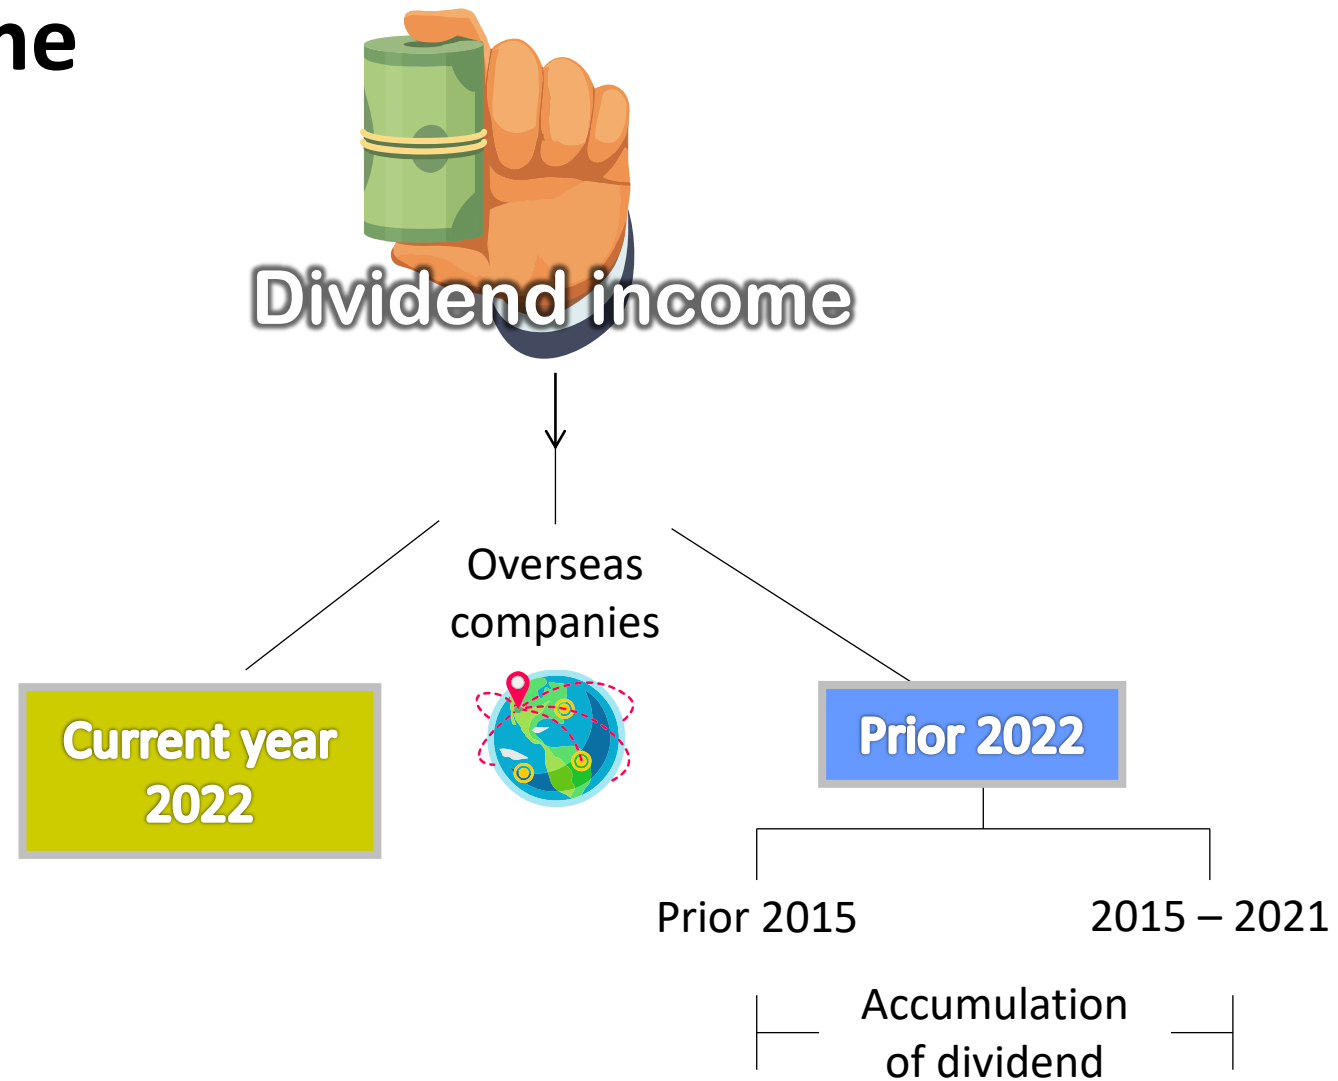 ne
Dividend income
Overseas
companies
Current year
2022
Prior 2022
Prior 2015
2015 – 2021
Accumulation
of dividend